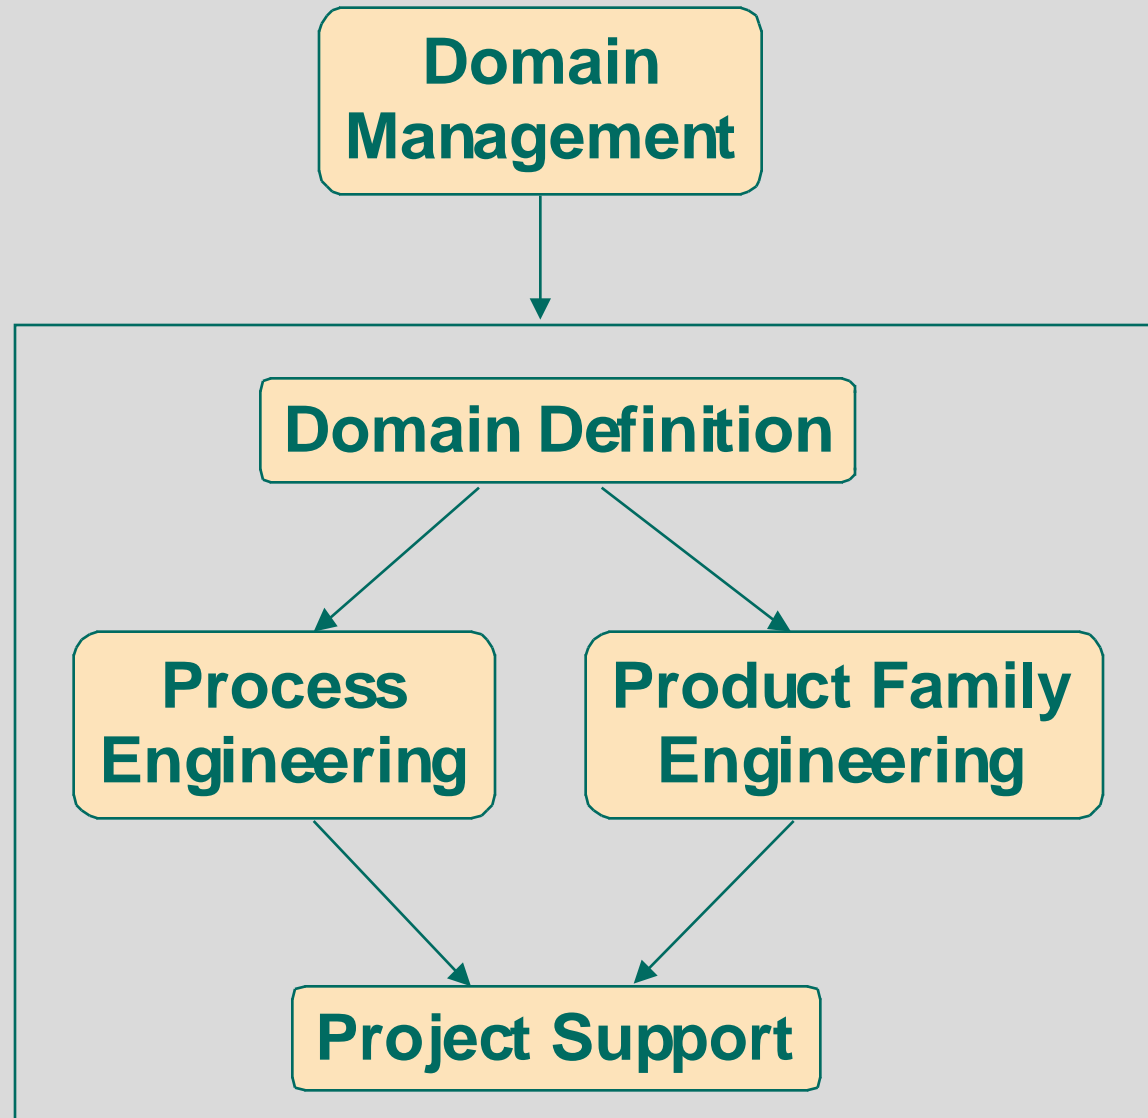 Domain
Management
Domain Definition
Process
Engineering
Product Family
Engineering
Project Support